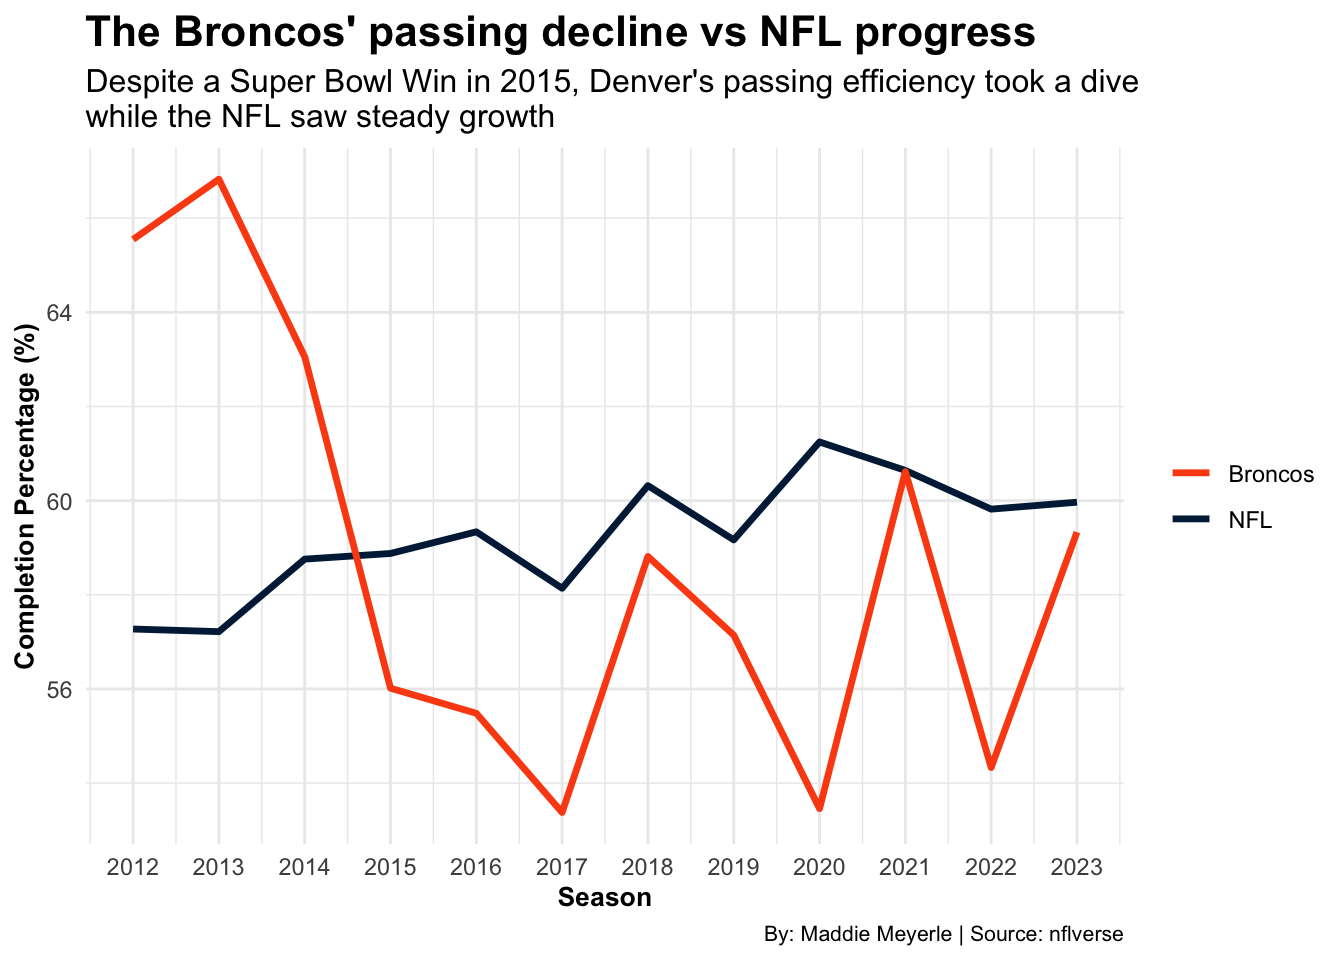 The Broncos' passing decline vs NFL progress
Despite a Super Bowl Win in 2015, Denver's passing efficiency took a dive
while the NFL saw steady growth
Completion Percentage (%)
64
60
56
2012 2013 2014 2015 2016 2017 2018 2019 2020 2021 2022 2023
Season
Broncos
NFL
By: Maddie Meyerle | Source: nflverse